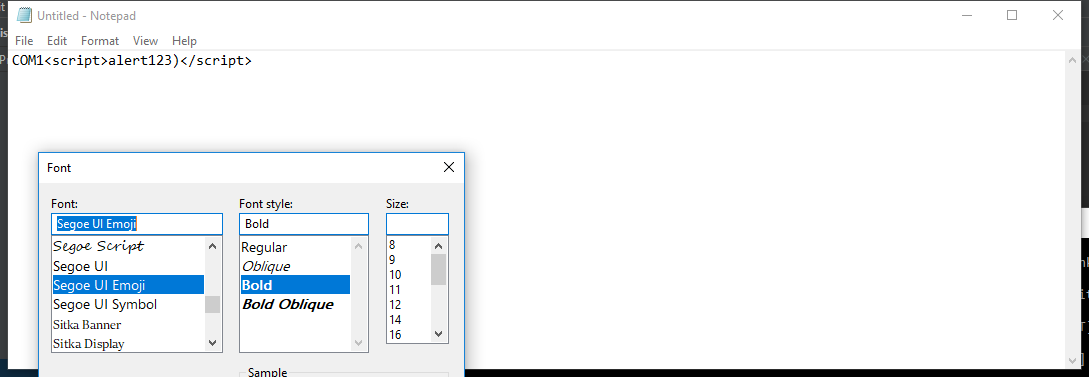 Untitled - Notepad
File Edit Format View Help
COM1<script>alert123)</script>
Font
Font: Font style: Size:
Segoe UI Emoji Bold
Segoe Script Regular 8
Segoe UI Oblique 9
Segoe UI Emoji Bold 10
Segoe UI Symbol Bold Oblique 11
Sitka Banner 12
Sitka Display 14
16
Sample